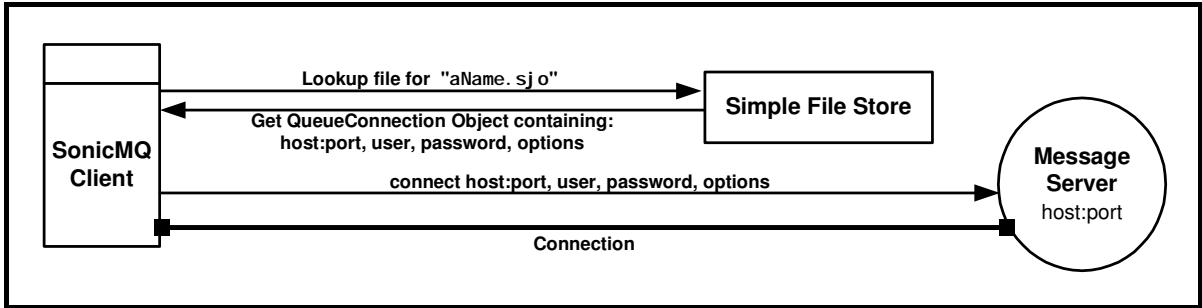 Lookup file for "aName.sjo"
Simple File Store
Get QueueConnection Object containing:
host:port, user, password, options
SonicMQ
Client
connect host:port, user, password, options
Message
Server
host:port
Connection